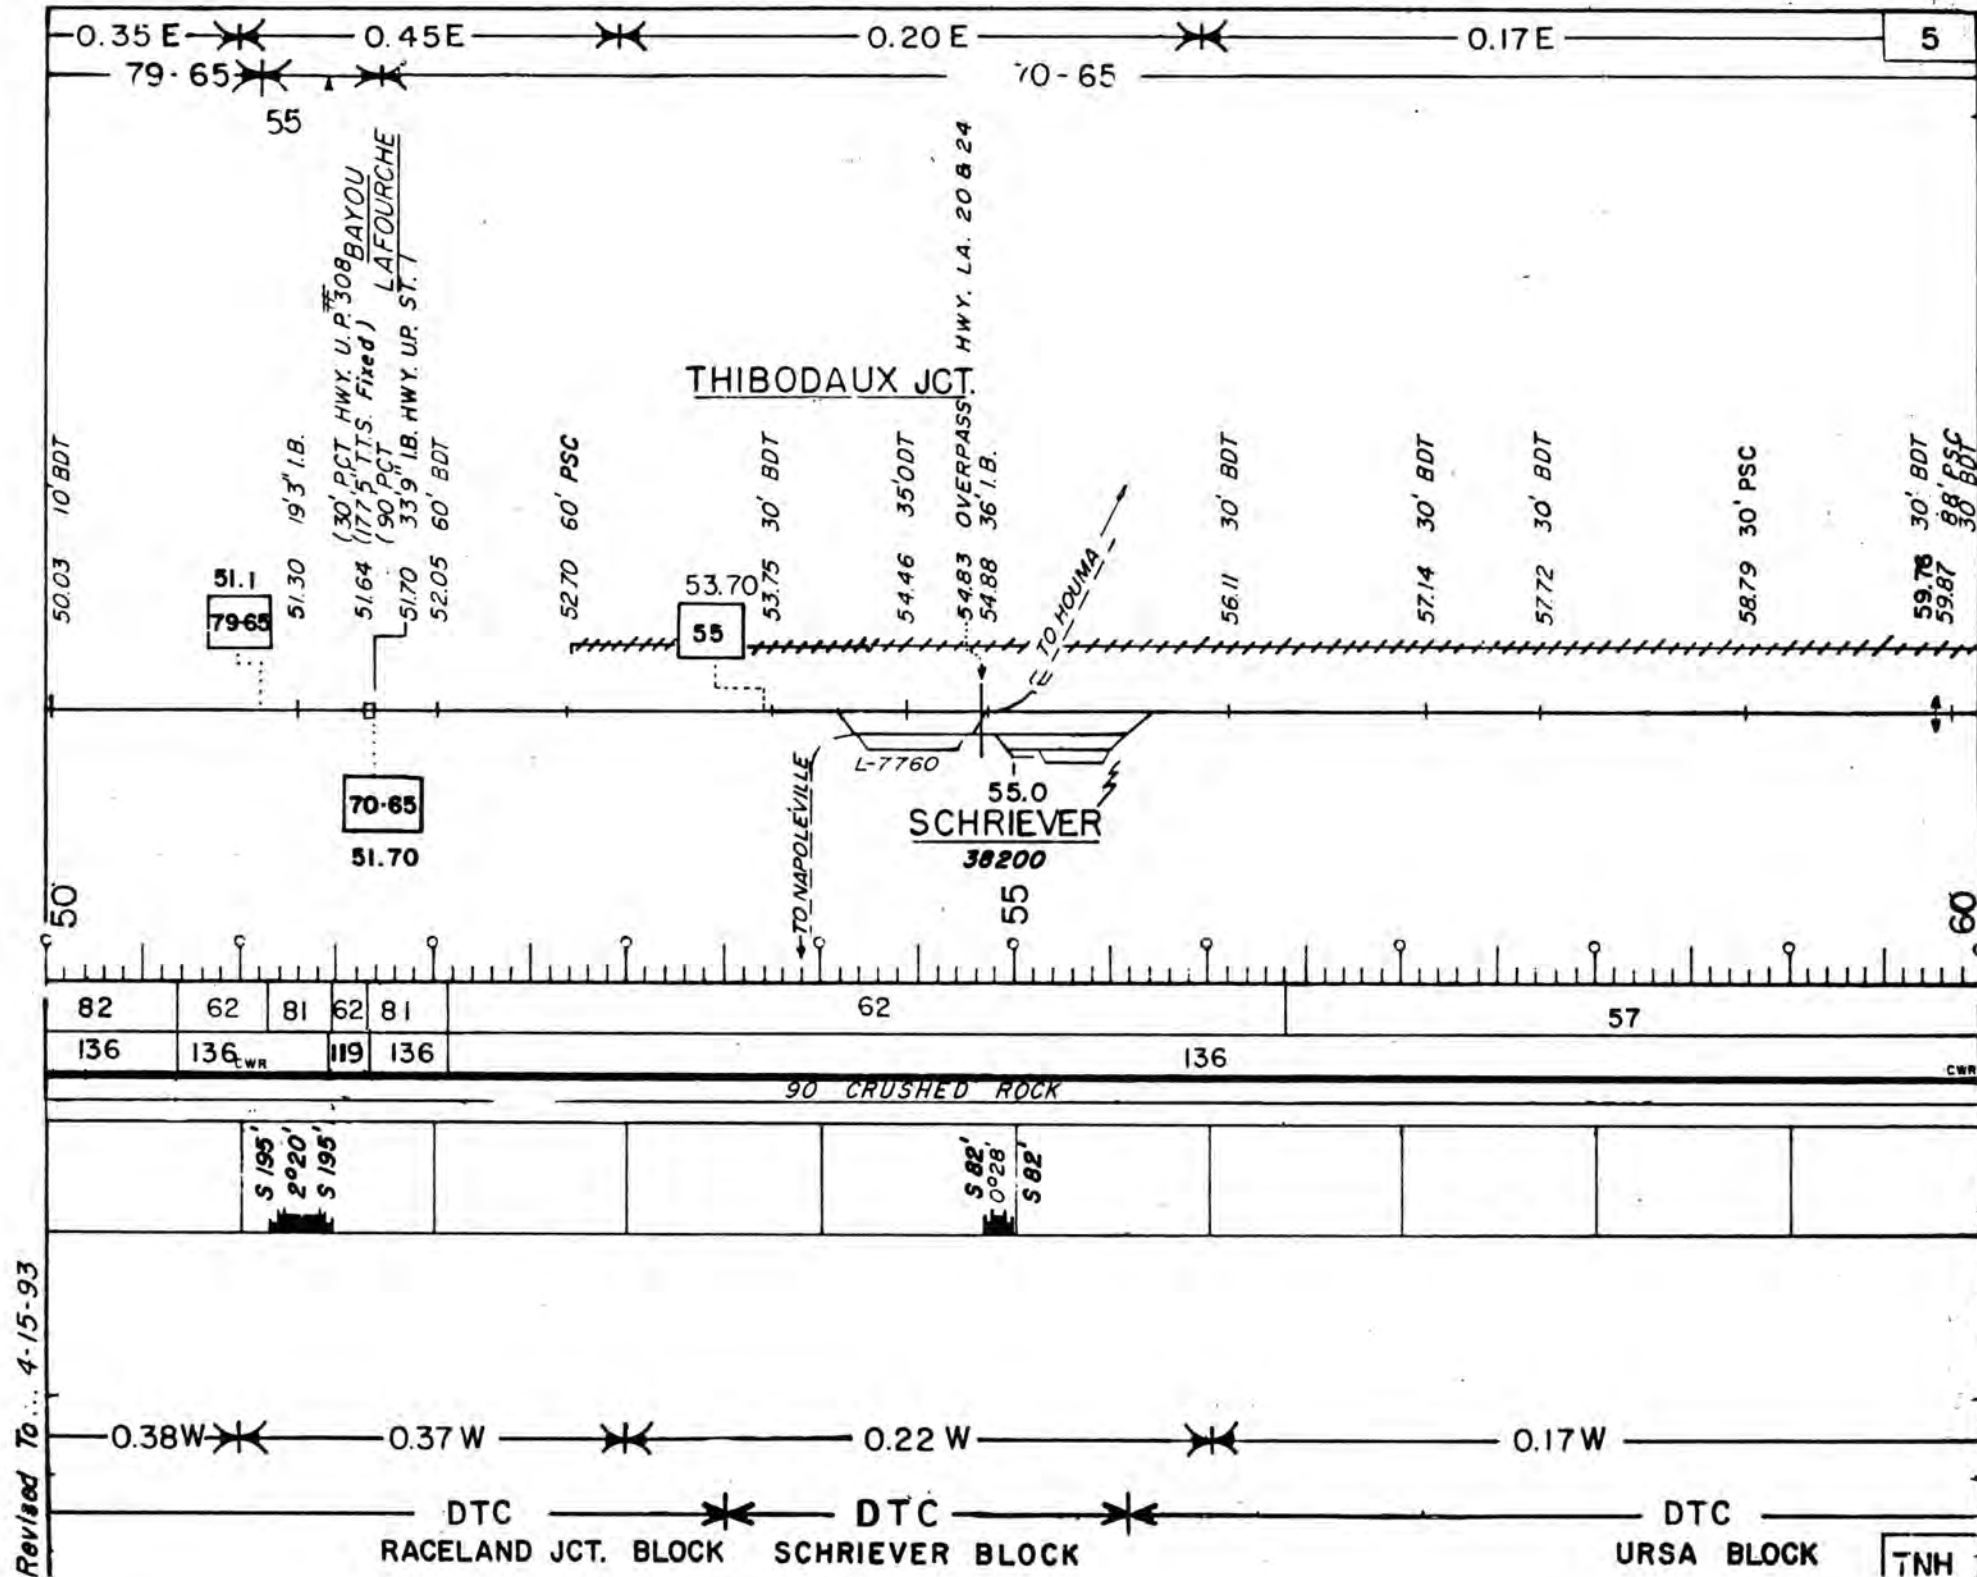 0.35 E 0.45 E 0.20 E 0.17 E 5
79-65 70-65
55
BAYOU
LAFOURCHE
THIBODAUX JCT.
50.03 10' BDT
51.30 19'3" I.B.
(30' PCT HWY. U.P. 308
51.64 (177'5" T.T.S. Fixed)
(90' PCT
51.70 33'9" I.B. HWY. U.P. ST. 1
52.05 60' BDT
52.70 60' PSC
53.75 30' BDT
54.46 35' ODT
54.83 OVERPASS HWY. LA. 20 & 24
54.88 36' I.B.
56.11 30' BDT
57.14 30' BDT
57.72 30' BDT
58.79 30' PSC
59.78 30' BDT
59.87 88' PSC
30' BDT
51.1
79-65
53.70
55
TO HOUMA
70-65
51.70
TO NAPOLEVILLE
L-7760
55.0
SCHRIEVER
38200
50 55 60
82 62 81 62 81 62 57
136 136 CWR 119 136 136 CWR
90 CRUSHED ROCK
S 195'
2°20'
S 195'
S 82'
0°28'
S 82'
Revised To... 4-15-93
0.38 W 0.37 W 0.22 W 0.17 W
DTC DTC DTC
RACELAND JCT. BLOCK SCHRIEVER BLOCK URSA BLOCK TNH